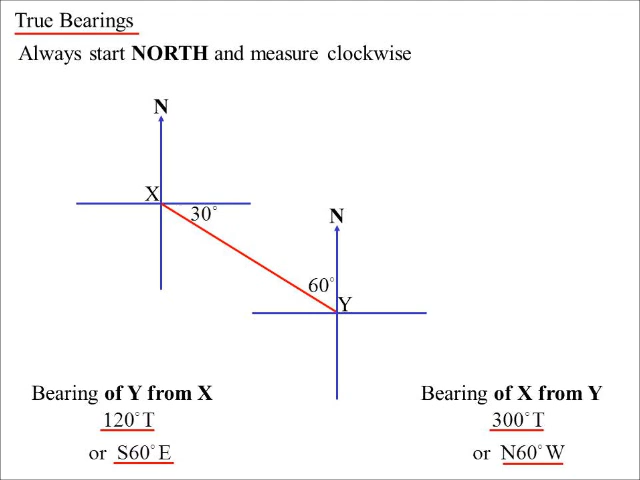 True Bearings
Always start NORTH and measure clockwise
N
X
30°
N
60°
Y
Bearing of Y from X
120°T
or S60°E
Bearing of X from Y
300°T
or N60°W